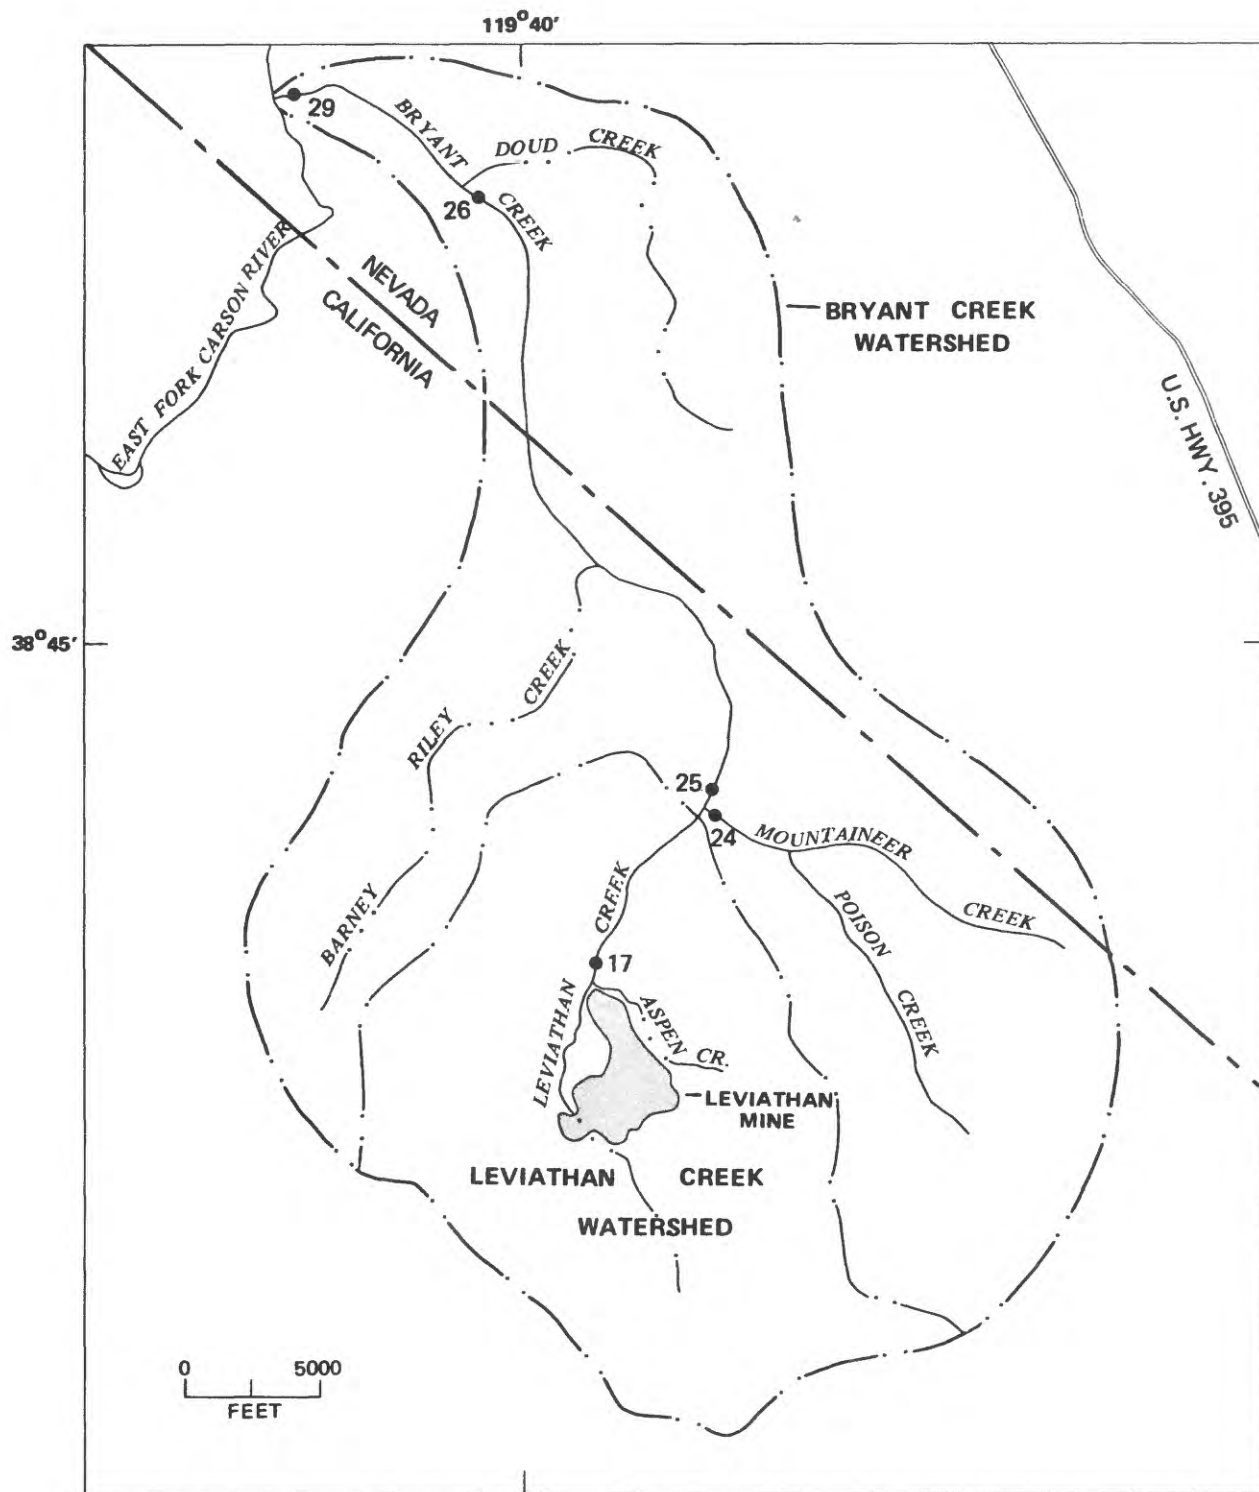 119°40'
29
BRYANT
CREEK
DOUD CREEK
26
NEVADA
CALIFORNIA
EAST FORK CARSON RIVER
BRYANT CREEK
WATERSHED
U.S. HWY. 395
38°45'
BARNEY RILEY CREEK
25
24
MOUNTAINEER CREEK
POISON CREEK
LEVIATHAN CREEK
17
ASPEN CR.
LEVIATHAN
MINE
LEVIATHAN CREEK
WATERSHED
0 5000
FEET